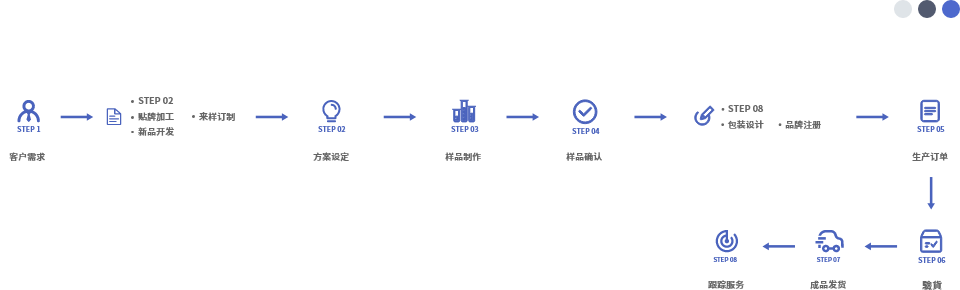 STEP 1
客户需求
• STEP 02
• 贴牌加工
• 来样订制
• 新品开发
STEP 02
方案设定
STEP 03
样品制作
STEP 04
样品确认
• STEP 08
• 包装设计
• 品牌注册
STEP 05
生产订单
STEP 06
驗貨
STEP 07
成品发货
STEP 08
跟踪服务